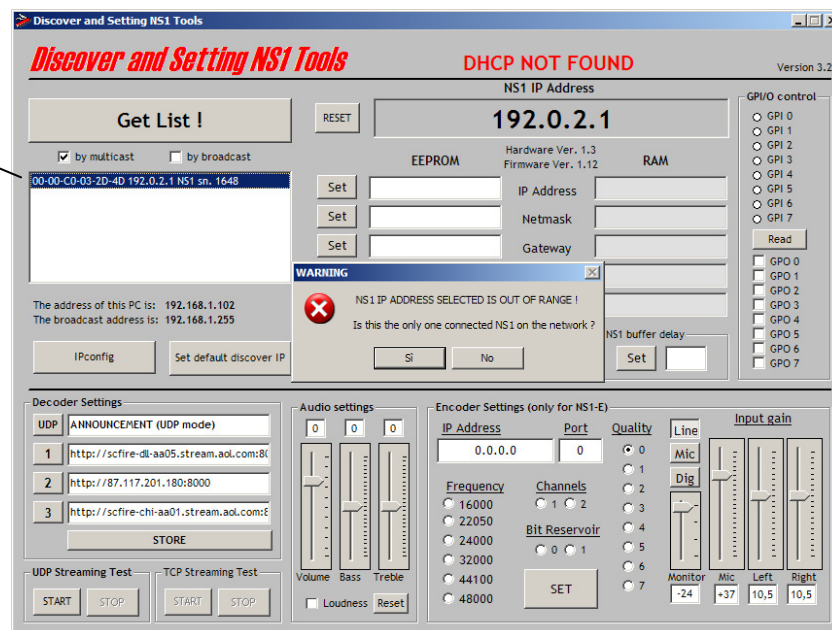 Discover and Setting NS1 Tools
Discover and Setting NS1 Tools
DHCP NOT FOUND
Version 3.2
NS1 IP Address
Get List !
RESET
192.0.2.1
by multicast
by broadcast
00-00-C0-03-2D-4D 192.0.2.1 NS1 sn. 1648
EEPROM
Hardware Ver. 1.3
Firmware Ver. 1.12
RAM
Set
IP Address
Set
Netmask
Set
Gateway
GPI/O control
GPI 0
GPI 1
GPI 2
GPI 3
GPI 4
GPI 5
GPI 6
GPI 7
Read
GPO 0
GPO 1
GPO 2
GPO 3
GPO 4
GPO 5
GPO 6
GPO 7
WARNING
NS1 IP ADDRESS SELECTED IS OUT OF RANGE !
Is this the only one connected NS1 on the network ?
Sì
No
The address of this PC is: 192.168.1.102
The broadcast address is: 192.168.1.255
IPconfig
Set default discover IP
NS1 buffer delay
Set
Decoder Settings
UDP
ANNOUNCEMENT (UDP mode)
1
http://scfire-dll-aa05.stream.aol.com:80
2
http://87.117.201.180:8000
3
http://scfire-chi-aa01.stream.aol.com:8
STORE
UDP Streaming Test
START
STOP
TCP Streaming Test
START
STOP
Audio settings
0
0
0
Volume
Bass
Treble
Loudness
Reset
Encoder Settings (only for NS1-E)
IP Address
Port
0.0.0.0
0
Frequency
16000
22050
24000
32000
44100
48000
Channels
1
2
Bit Reservoir
0
1
SET
Quality
0
1
2
3
4
5
6
7
Line
Mic
Dig
Input gain
Monitor
Mic
Left
Right
-24
+37
10,5
10,5